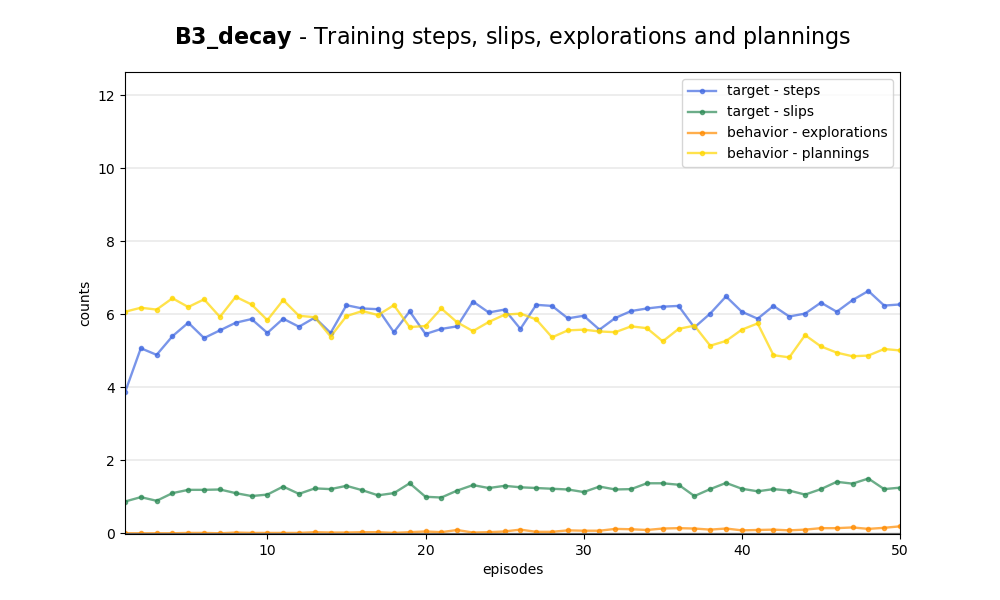 B3_decay - Training steps, slips, explorations and plannings
target - steps
target - slips
behavior - explorations
behavior - plannings
counts
12
10
8
6
4
2
0
10 20 30 40 50
episodes